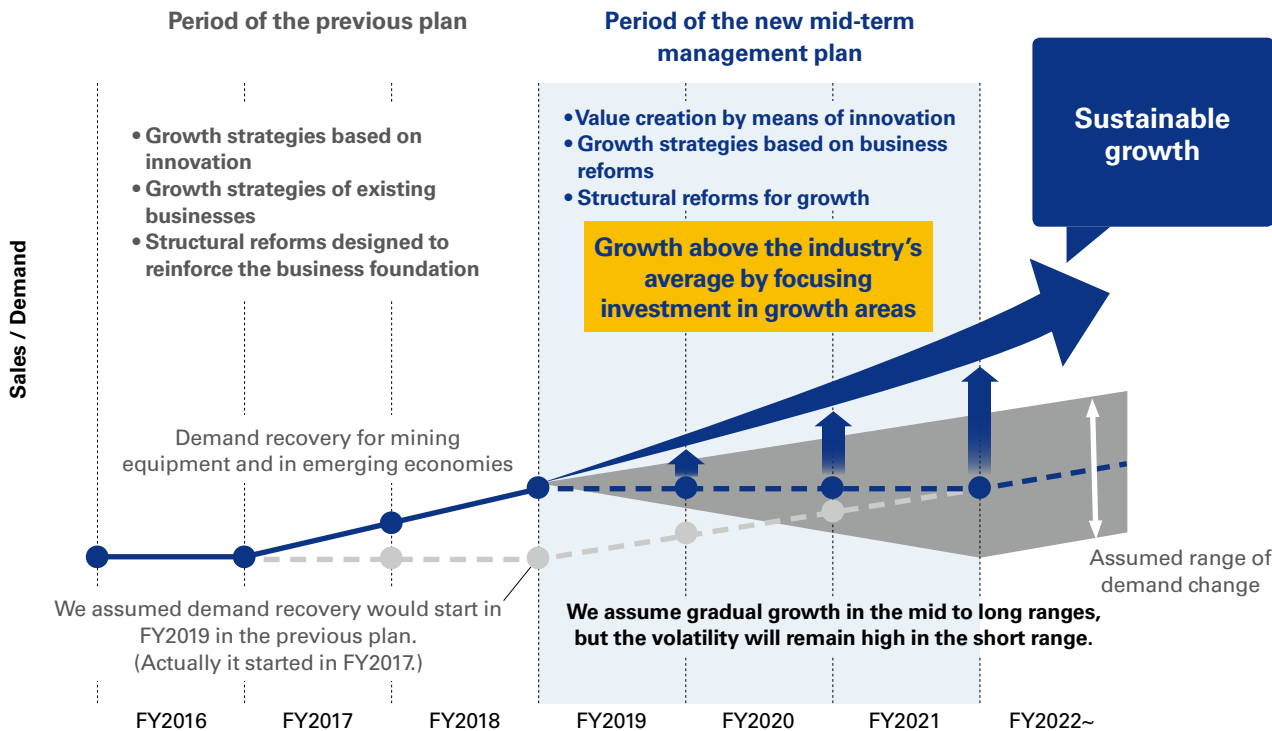 Period of the previous plan
Period of the new mid-term
management plan
• Growth strategies based on
innovation
• Growth strategies of existing
businesses
• Structural reforms designed to
reinforce the business foundation
• Value creation by means of innovation
• Growth strategies based on business
reforms
• Structural reforms for growth
Growth above the industry’s
average by focusing
investment in growth areas
Sustainable
growth
Sales / Demand
Demand recovery for mining
equipment and in emerging economies
We assumed demand recovery would start in
FY2019 in the previous plan.
(Actually it started in FY2017.)
We assume gradual growth in the mid to long ranges,
but the volatility will remain high in the short range.
Assumed range of
demand change
FY2016
FY2017
FY2018
FY2019
FY2020
FY2021
FY2022~